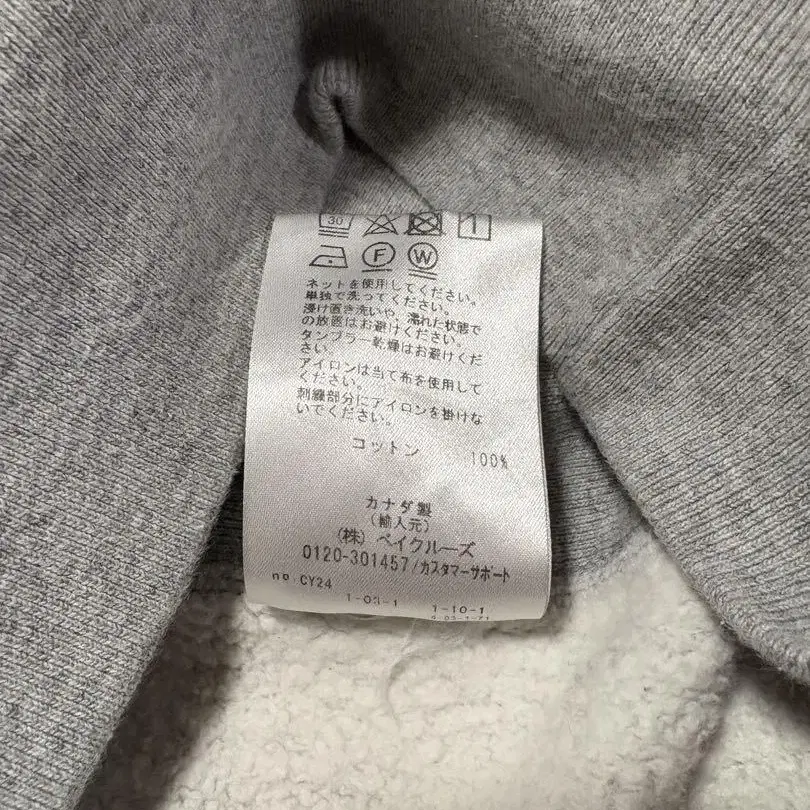 30 1
F W
ネットを使用してください。
単独で洗ってください。
浸け置き洗いや、濡れた状態で
の放置はお避けください。
タンブラー乾燥はお避けくだ
さい。
アイロンは当て布を使用して
ください。
刺繍部分にアイロンを掛けな
いでください。
コットン 100%
カナダ製
(輸入元)
(株) ベイクルーズ
0120-301457/カスタマーサポート
no CY24
1-03-1 1-10-1